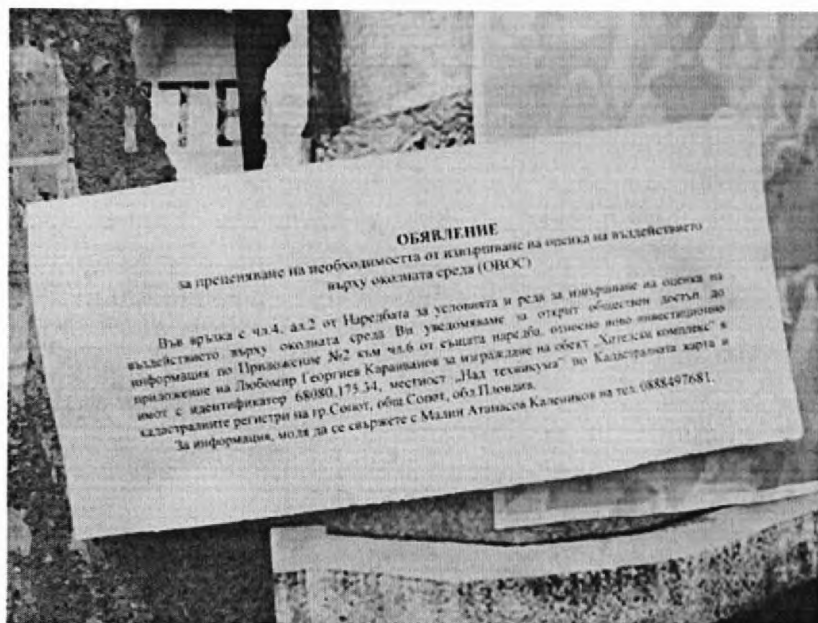 ОБЯВЛЕНИЕ
за преценяване на необходимостта от извършване на оценка на въздействието
върху околната среда (ОВОС)
Във връзка с чл.4, ал.2 от Наредбата за условията и реда за извършване на оценка на
въздействието върху околната среда Ви уведомяваме за открит обществен достъп до
информация по Приложение №2 към чл.6 от същата наредба, относно ново инвестиционно
приложение на Любомир Георгиев Караиванов за изграждане на обект „Хотелски комплекс" в
имот с идентификатор 68080.175.34, местност „Над техникума" по Кадастралната карта и
кадастралните регистри на гр.Сопот, общ.Сопот, обл.Пловдив.
За информация, моля да се свържете с Малин Атанасов Калеников на тел. 0888497681.